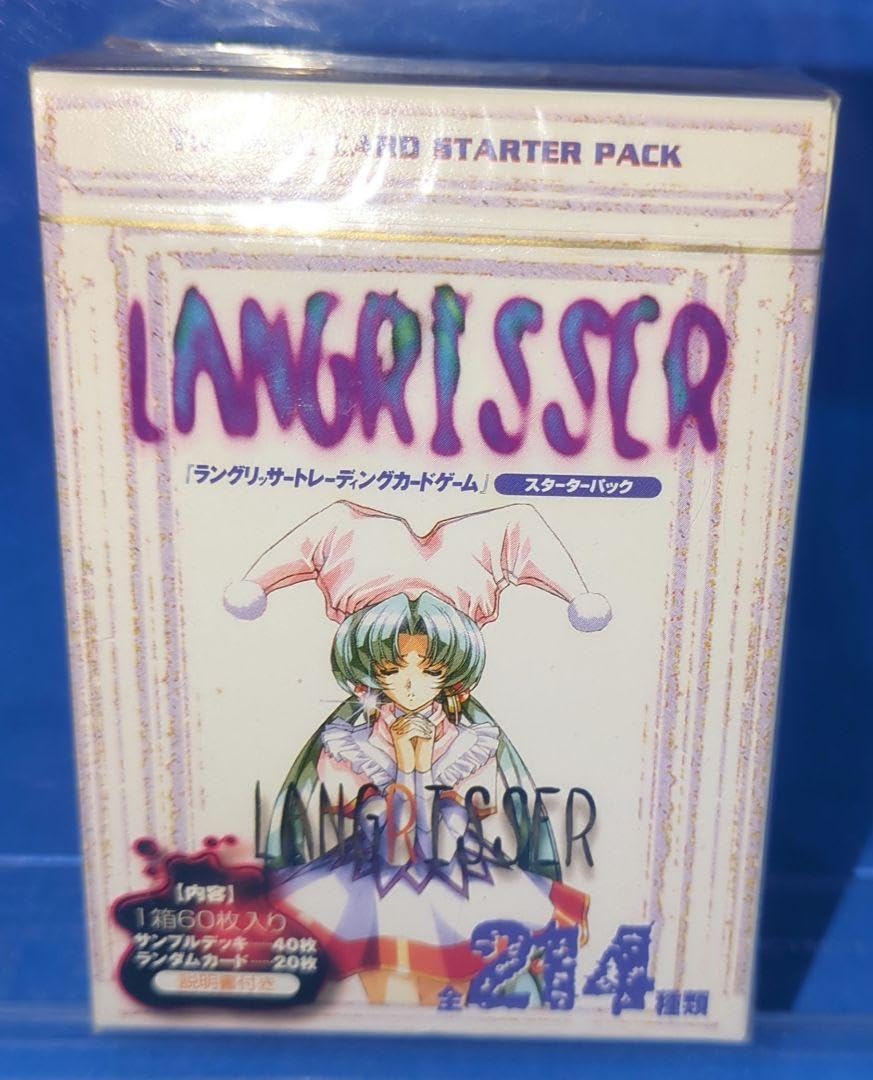 CARD STARTER PACK
LANGRISSER
『ラングリッサートレーディングカードゲーム』 スターターパック
LANGRISSER
【内容】
1箱60枚入り
サンプルデッキ……40枚
ランダムカード……20枚
説明書付き
全214種類